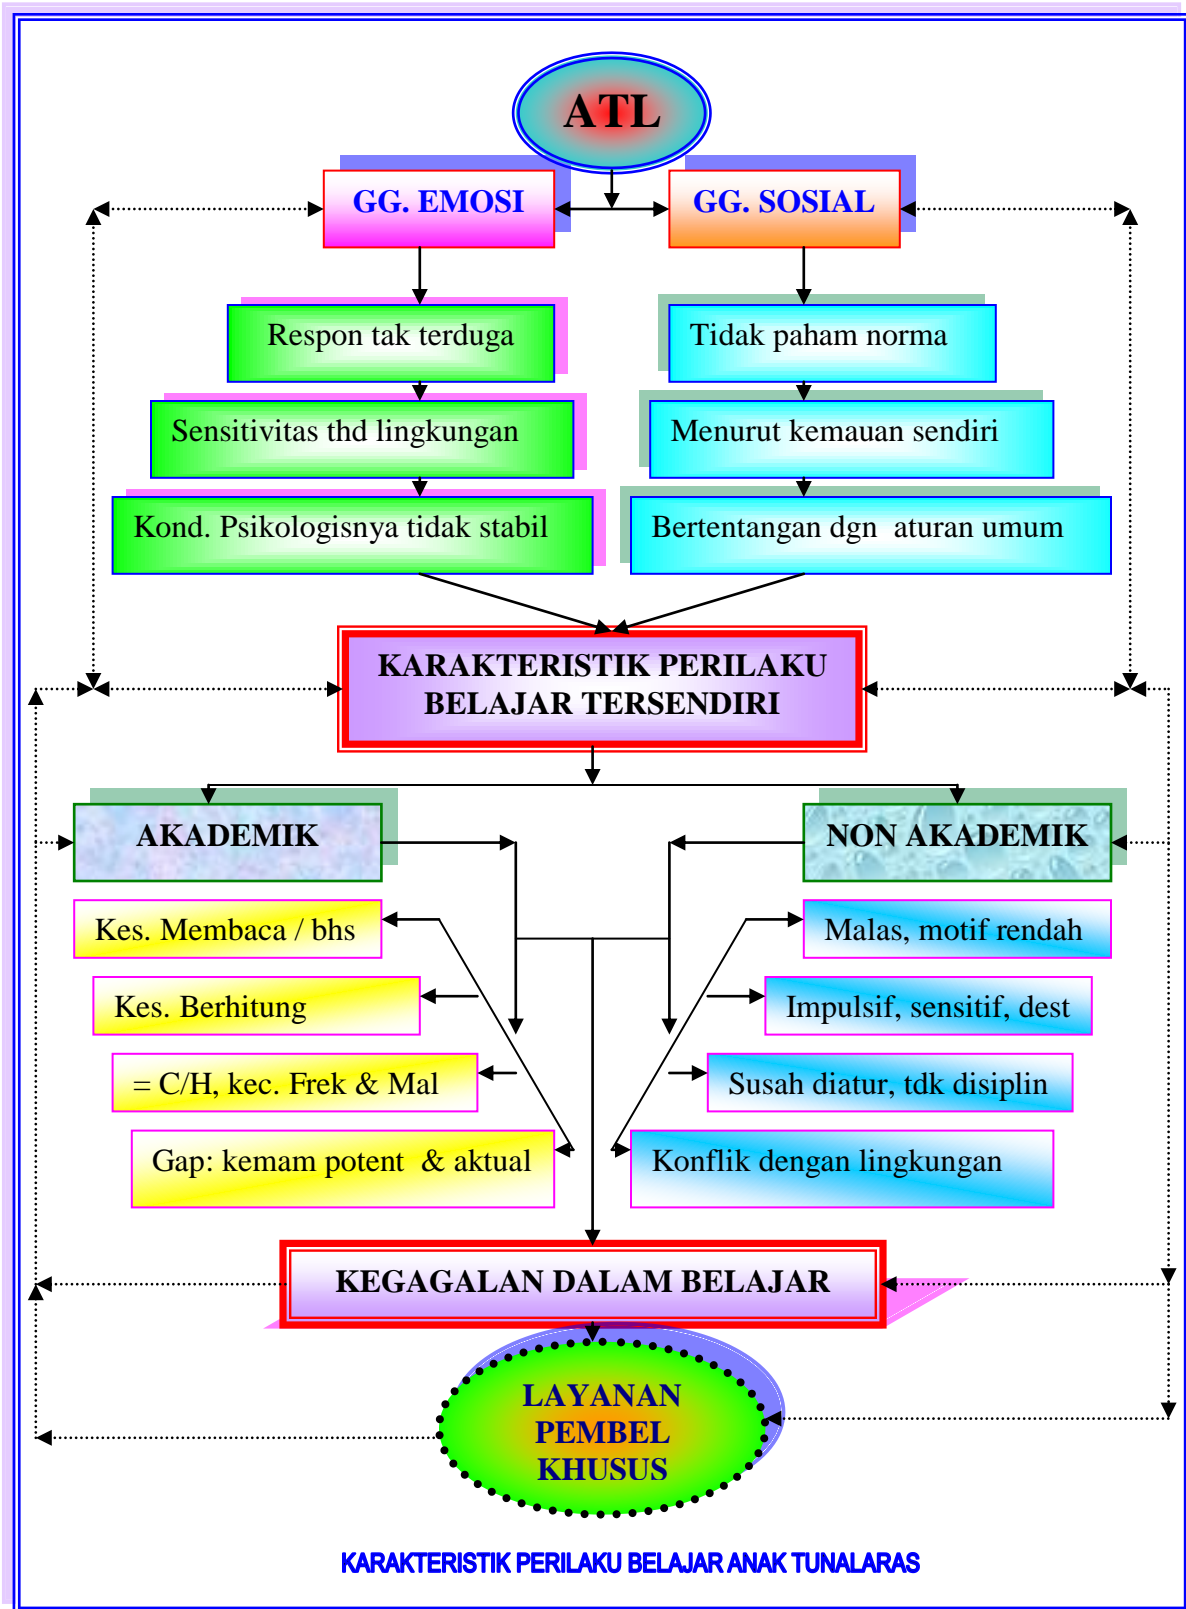 ATL
GG. EMOSI
GG. SOSIAL
Respon tak terduga
Tidak paham norma
Sensitivitas thd lingkungan
Menurut kemauan sendiri
Kond. Psikologisnya tidak stabil
Bertentangan dgn aturan umum
KARAKTERISTIK PERILAKU
BELAJAR TERSENDIRI
AKADEMIK
NON AKADEMIK
Kes. Membaca / bhs
Malas, motif rendah
Kes. Berhitung
Impulsif, sensitif, dest
= C/H, kec. Frek & Mal
Susah diatur, tdk disiplin
Gap: kemam potent & aktual
Konflik dengan lingkungan
KEGAGALAN DALAM BELAJAR
LAYANAN
PEMBEL
KHUSUS
KARAKTERISTIK PERILAKU BELAJAR ANAK TUNALARAS